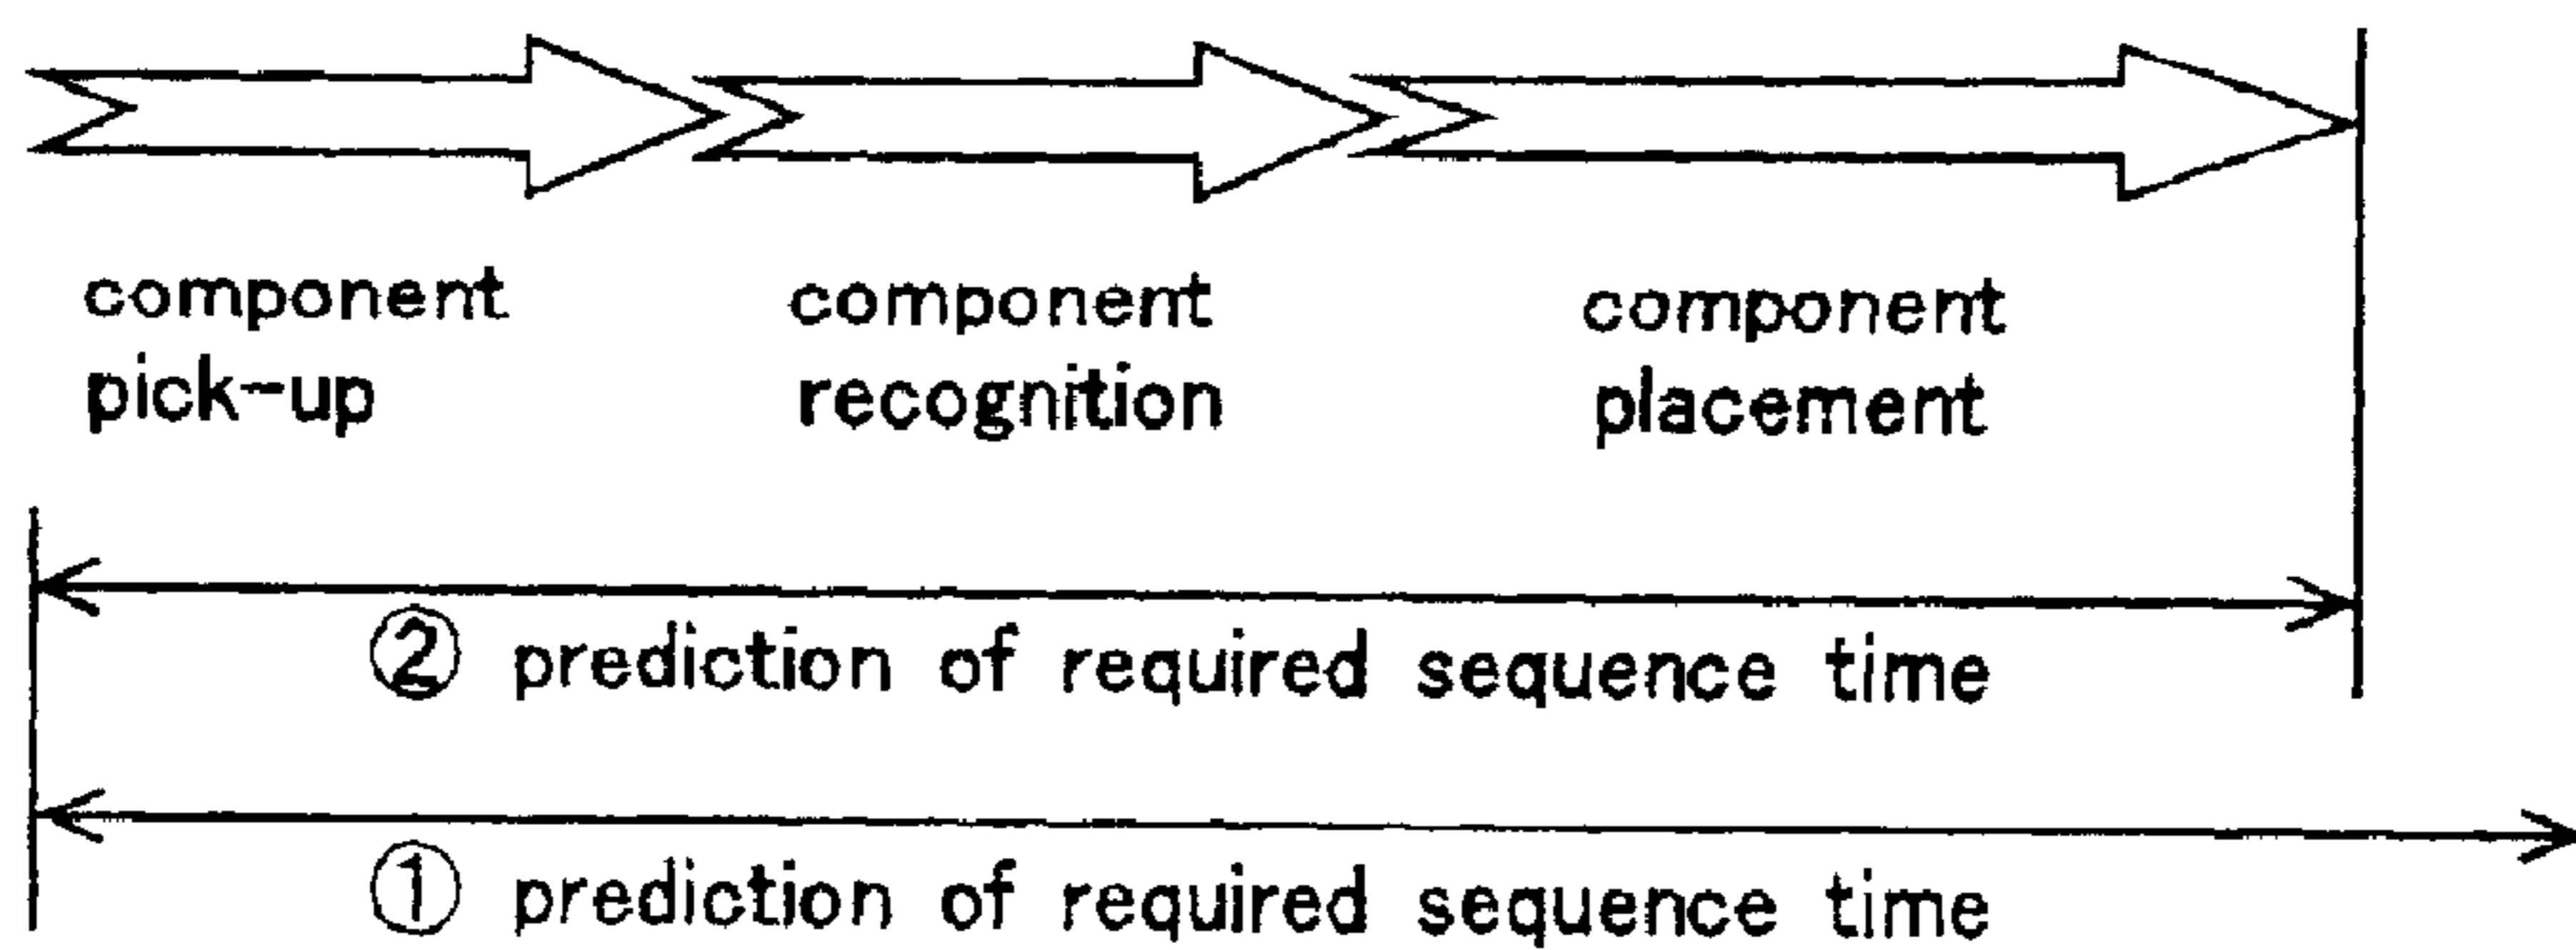 component
pick-up
component
recognition
component
placement
② prediction of required sequence time
① prediction of required sequence time